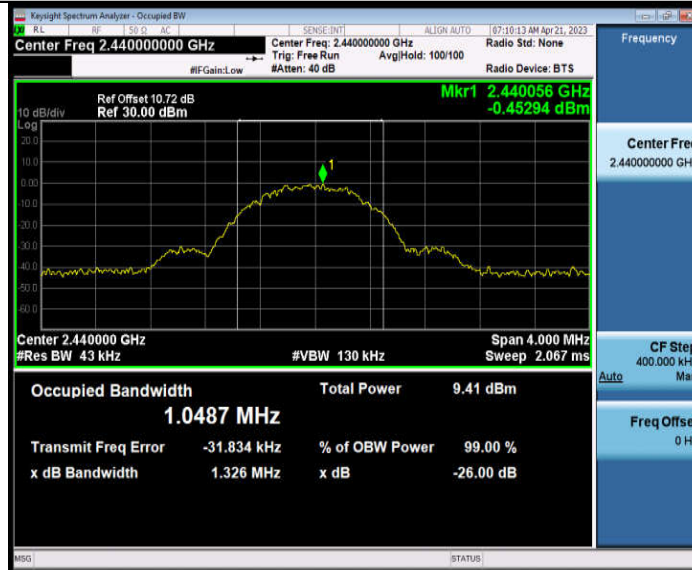 Keysight Spectrum Analyzer - Occupied BW
RL RF 50 Ω AC SENSE:INT ALIGN AUTO 07:10:13 AM Apr 21, 2023
Center Freq 2.440000000 GHz
Center Freq: 2.440000000 GHz Radio Std: None
Trig: Free Run Avg|Hold: 100/100
#IFGain:Low #Atten: 40 dB Radio Device: BTS
Frequency
Ref Offset 10.72 dB
10 dB/div Ref 30.00 dBm
Mkr1 2.440056 GHz
-0.45294 dBm
Log
20.0
10.0
0.00
-10.0
-20.0
-30.0
-40.0
-50.0
-60.0
1
Center 2.440000 GHz Span 4.000 MHz
#Res BW 43 kHz #VBW 130 kHz Sweep 2.067 ms
Occupied Bandwidth Total Power 9.41 dBm
1.0487 MHz
Transmit Freq Error -31.834 kHz % of OBW Power 99.00 %
x dB Bandwidth 1.326 MHz x dB -26.00 dB
Center Fre
2.440000000 GH
CF Step
400.000 kH
Auto Ma
Freq Offse
0 H
MSG STATUS